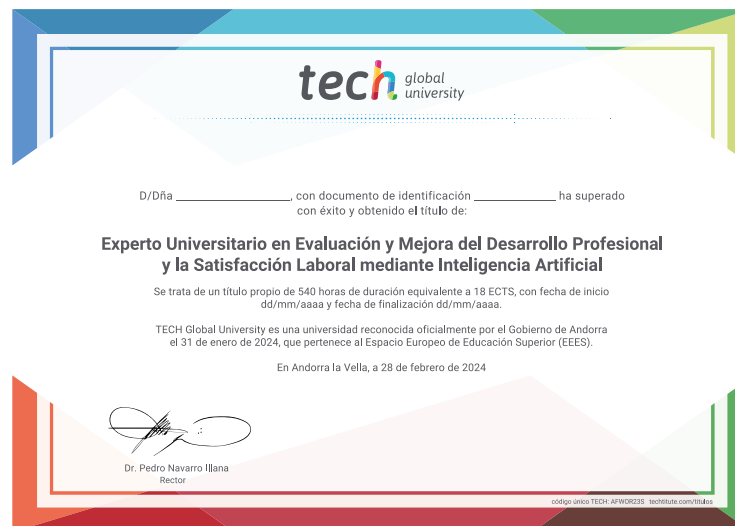 tech global university
D/Dña ______________, con documento de identificación __________ ha superado
con éxito y obtenido el título de:
Experto Universitario en Evaluación y Mejora del Desarrollo Profesional
y la Satisfacción Laboral mediante Inteligencia Artificial
Se trata de un título propio de 540 horas de duración equivalente a 18 ECTS, con fecha de inicio
dd/mm/aaaa y fecha de finalización dd/mm/aaaa.
TECH Global University es una universidad reconocida oficialmente por el Gobierno de Andorra
el 31 de enero de 2024, que pertenece al Espacio Europeo de Educación Superior (EEES).
En Andorra la Vella, a 28 de febrero de 2024
Dr. Pedro Navarro Illana
Rector
código único TECH: AFWOR235 techtitute.com/titulos